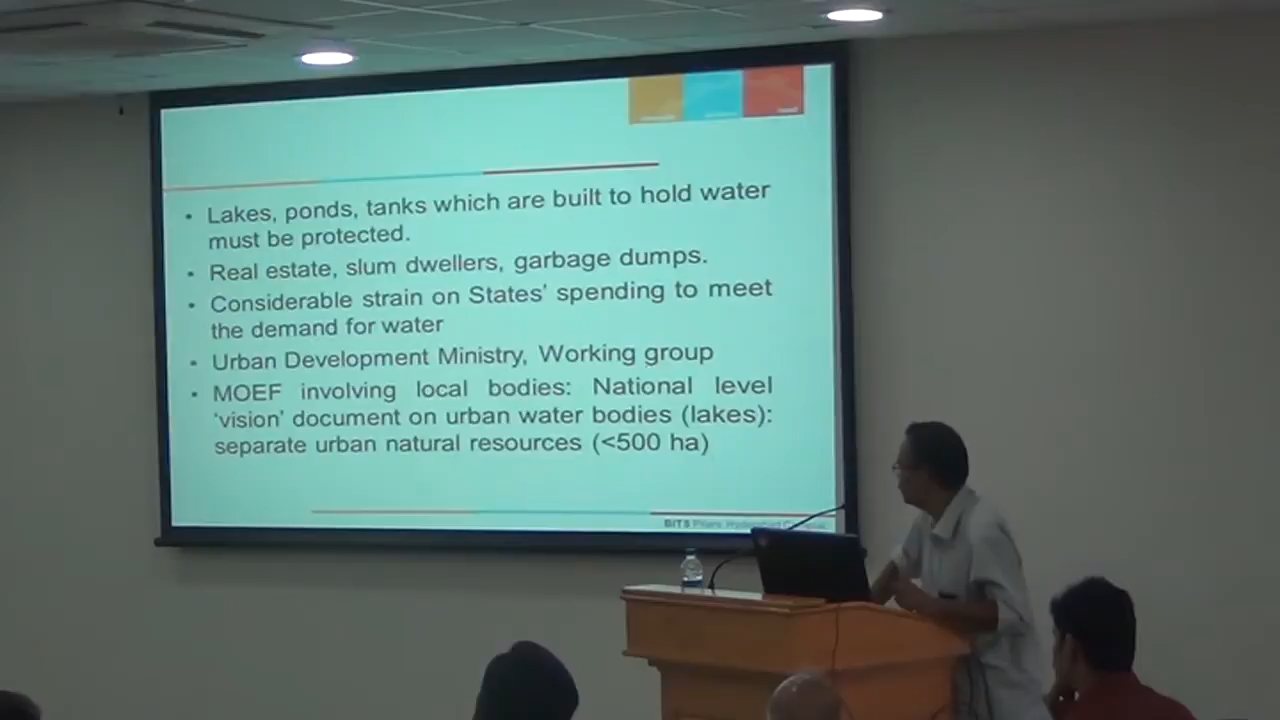 • Lakes, ponds, tanks which are built to hold water
must be protected.
• Real estate, slum dwellers, garbage dumps.
• Considerable strain on States' spending to meet
the demand for water
• Urban Development Ministry, Working group
• MOEF involving local bodies: National level
'vision' document on urban water bodies (lakes):
separate urban natural resources (<500 ha)
BITS Pilani, Hyderabad Campus